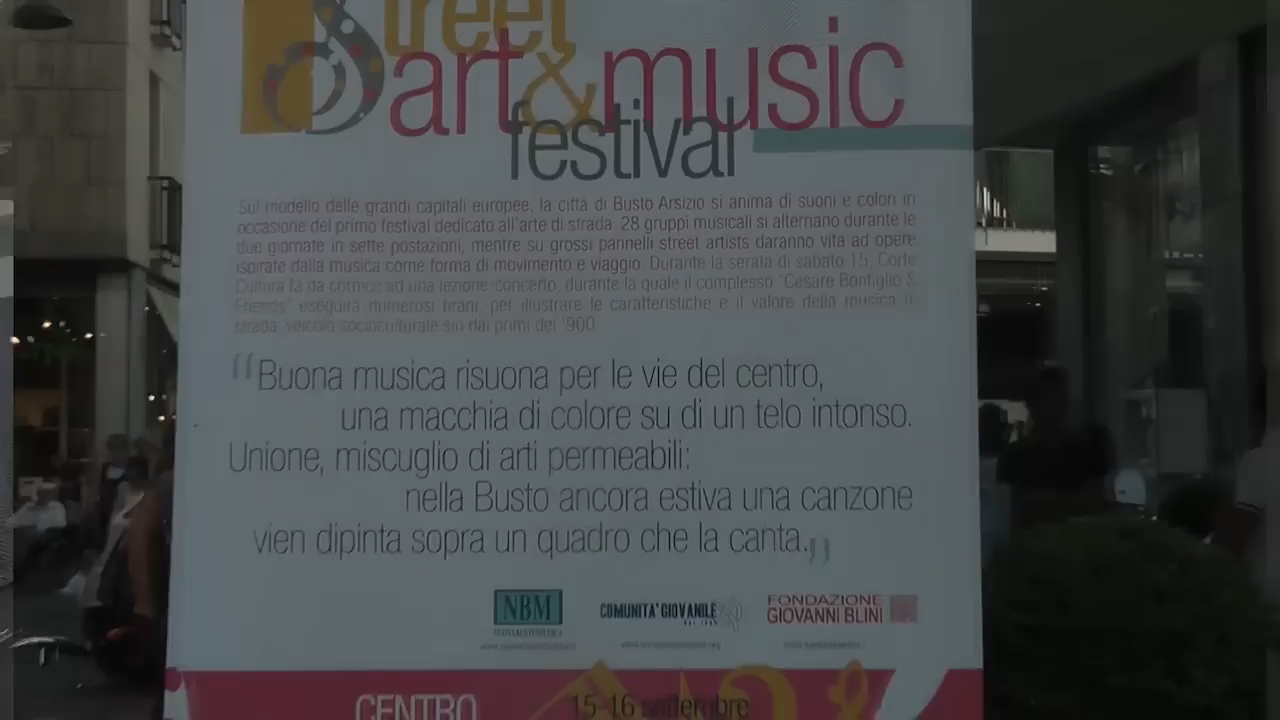 Street
art & music
festival
Sul modello delle grandi capitali europee, la città di Busto Arsizio si anima di suoni e colori in
occasione del primo festival dedicato all'arte di strada. 28 gruppi musicali si alternano durante le
due giornate in sette postazioni, mentre su grossi pannelli street artists daranno vita ad opere
ispirate dalla musica come forma di movimento e viaggio. Durante la serata di sabato 15, Corte
Cultura fa da cornice ad una lezione-concerto, durante la quale il complesso "Cesare Bonfiglio &
Friends" eseguirà numerosi brani, per illustrare le caratteristiche e il valore della musica di
strada, veicolo socioculturale sin dai primi del '900
"Buona musica risuona per le vie del centro,
una macchia di colore su di un telo intonso.
Unione, miscuglio di arti permeabili:
nella Busto ancora estiva una canzone
vien dipinta sopra un quadro che la canta."
NBM COMUNITA' GIOVANILE FONDAZIONE
GIOVANNI BLINI
CENTRO 15-16 settembre